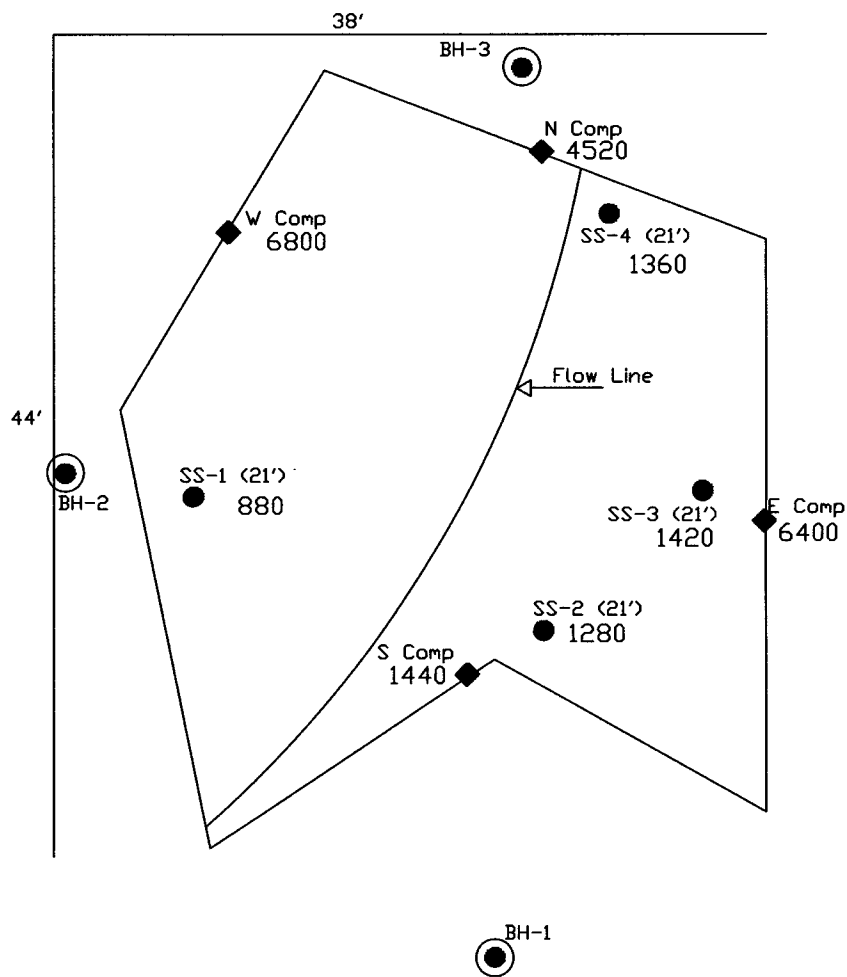 38'
BH-3
N Comp
4520
W Comp
6800
SS-4 (21')
1360
Flow Line
44'
SS-1 (21')
880
BH-2
E Comp
6400
SS-3 (21')
1420
SS-2 (21')
1280
S Comp
1440
BH-1